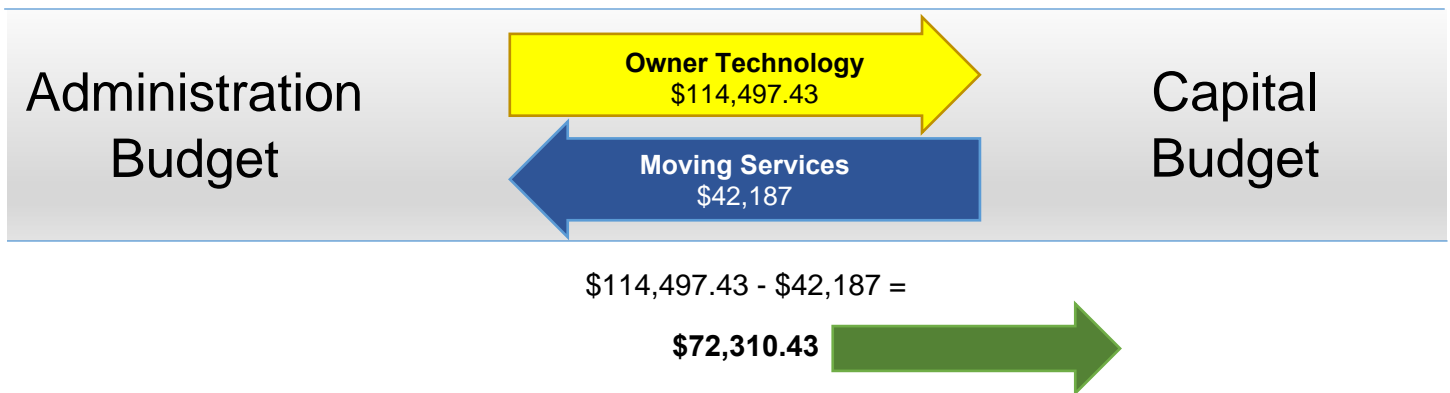 Administration
Budget
Owner Technology
$114,497.43
Moving Services
$42,187
Capital
Budget
$114,497.43 - $42,187 =
$72,310.43